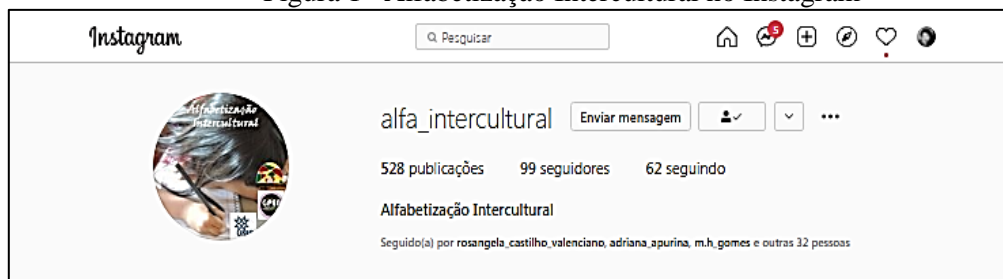 Figura 1 - Alfabetização Intercultural no Instagram
Instagram
Pesquisar
5
Alfabetização
Intercultural
alfa_intercultural Enviar mensagem
528 publicações 99 seguidores 62 seguindo
Alfabetização Intercultural
Seguido(a) por rosangela_castilho_valenciano, adriana_apurina, m.h_gomes e outras 32 pessoas